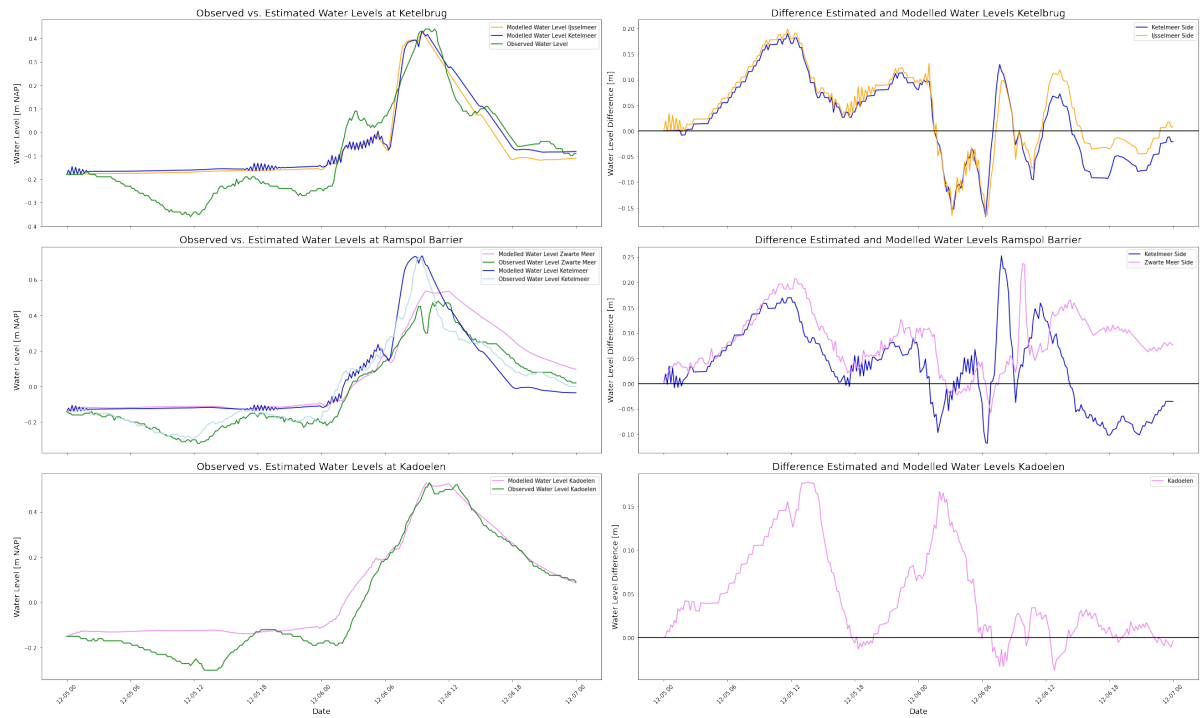 Observed vs. Estimated Water Levels at Ketelbrug
Water Level [m NAP]
0.4
0.3
0.2
0.1
0.0
−0.1
−0.2
−0.3
−0.4
Modelled Water Level IJsselmeer
Modelled Water Level Ketelmeer
Observed Water Level
Difference Estimated and Modelled Water Levels Ketelbrug
Water Level Difference [m]
0.20
0.15
0.10
0.05
0.00
−0.05
−0.10
−0.15
Ketelmeer Side
IJsselmeer Side
Observed vs. Estimated Water Levels at Ramspol Barrier
Water Level [m NAP]
0.6
0.4
0.2
0.0
−0.2
Modelled Water Level Zwarte Meer
Observed Water Level Zwarte Meer
Modelled Water Level Ketelmeer
Observed Water Level Ketelmeer
Difference Estimated and Modelled Water Levels Ramspol Barrier
Water Level Difference [m]
0.25
0.20
0.15
0.10
0.05
0.00
−0.05
−0.10
Ketelmeer Side
Zwarte Meer Side
Observed vs. Estimated Water Levels at Kadoelen
Water Level [m NAP]
0.4
0.2
0.0
−0.2
Modelled Water Level Kadoelen
Observed Water Level Kadoelen
12-05 00
12-05 06
12-05 12
12-05 18
12-06 00
12-06 06
12-06 12
12-06 18
12-07 00
Date
Difference Estimated and Modelled Water Levels Kadoelen
Water Level Difference [m]
0.15
0.10
0.05
0.00
Kadoelen
12-05 00
12-05 06
12-05 12
12-05 18
12-06 00
12-06 06
12-06 12
12-06 18
12-07 00
Date